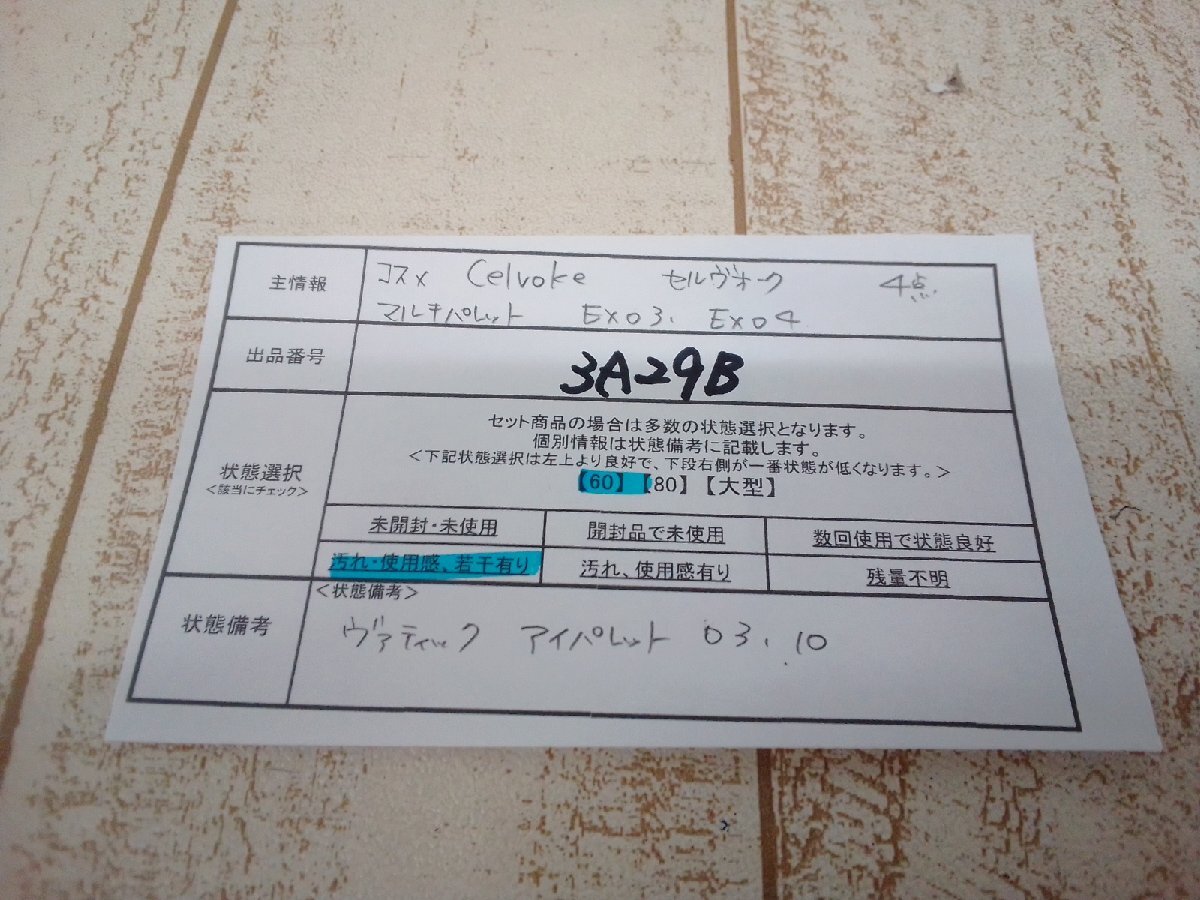 主情報
コスメ Celvoke セルヴォーク 4点
マルチパレット EX03. EX04
出品番号
3A29B
状態選択
<該当にチェック>
セット商品の場合は多数の状態選択となります。
個別情報は状態備考に記載します。
<下記状態選択は左上より良好で、下段右側が一番状態が低くなります。>
【60】【80】【大型】
未開封・未使用 開封品で未使用 数回使用で状態良好
汚れ・使用感、若干有り 汚れ、使用感有り 残量不明
状態備考
<状態備考>
ヴァティック アイパレット 03. 10